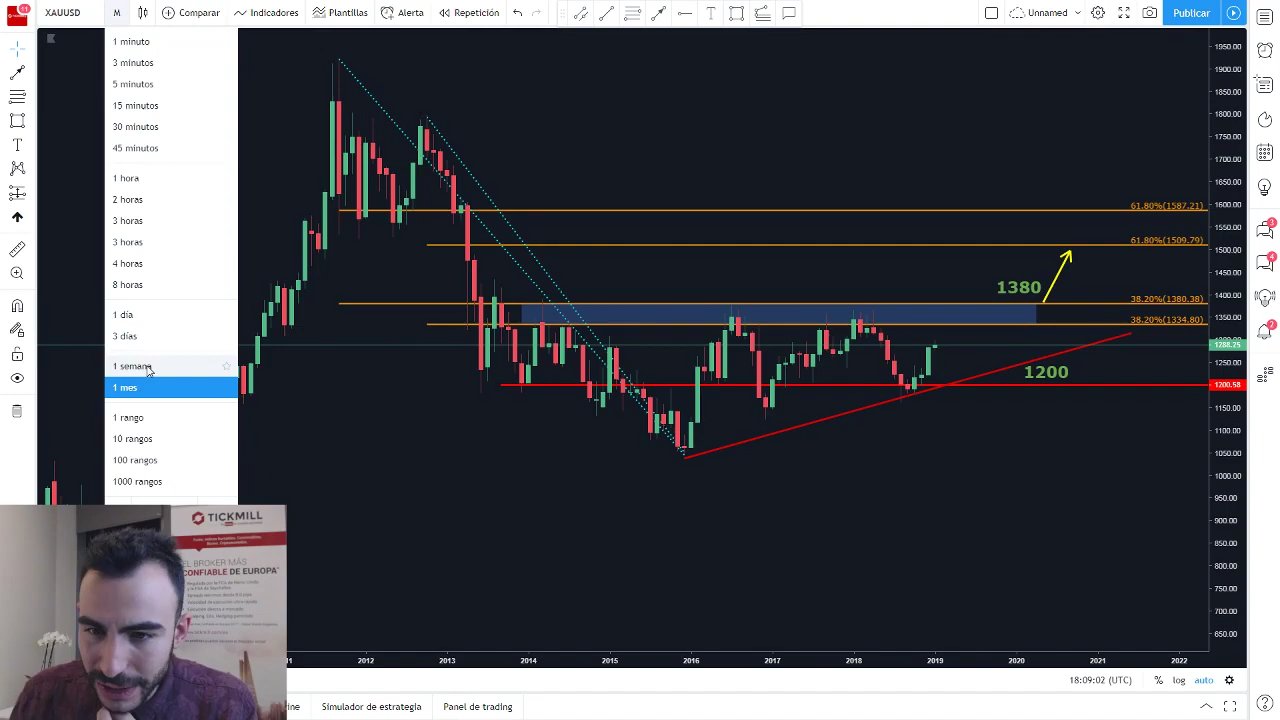 11
XAUUSD
M
Comparar
Indicadores
Plantillas
Alerta
Repetición
Unnamed
Publicar
1 minuto
3 minutos
5 minutos
15 minutos
30 minutos
45 minutos
1 hora
2 horas
3 horas
3 horas
4 horas
8 horas
1 día
3 días
1 semana
1 mes
1 rango
10 rangos
100 rangos
1000 rangos
61.80%(1587.21)
61.80%(1509.79)
1380
38.20%(1380.38)
38.20%(1334.80)
1200
1950.00
1900.00
1850.00
1800.00
1750.00
1700.00
1650.00
1600.00
1550.00
1500.00
1450.00
1400.00
1350.00
1288.75
1250.00
1200.58
1150.00
1100.00
1050.00
1000.00
950.00
900.00
850.00
800.00
750.00
700.00
650.00
3
4
2
TICKMILL
EL BROKER MÁS
CONFIABLE DE EUROPA
2012
2013
2014
2015
2016
2017
2018
2019
2020
2021
2022
18:09:02 (UTC)
%
log
auto
Simulador de estrategia
Panel de trading